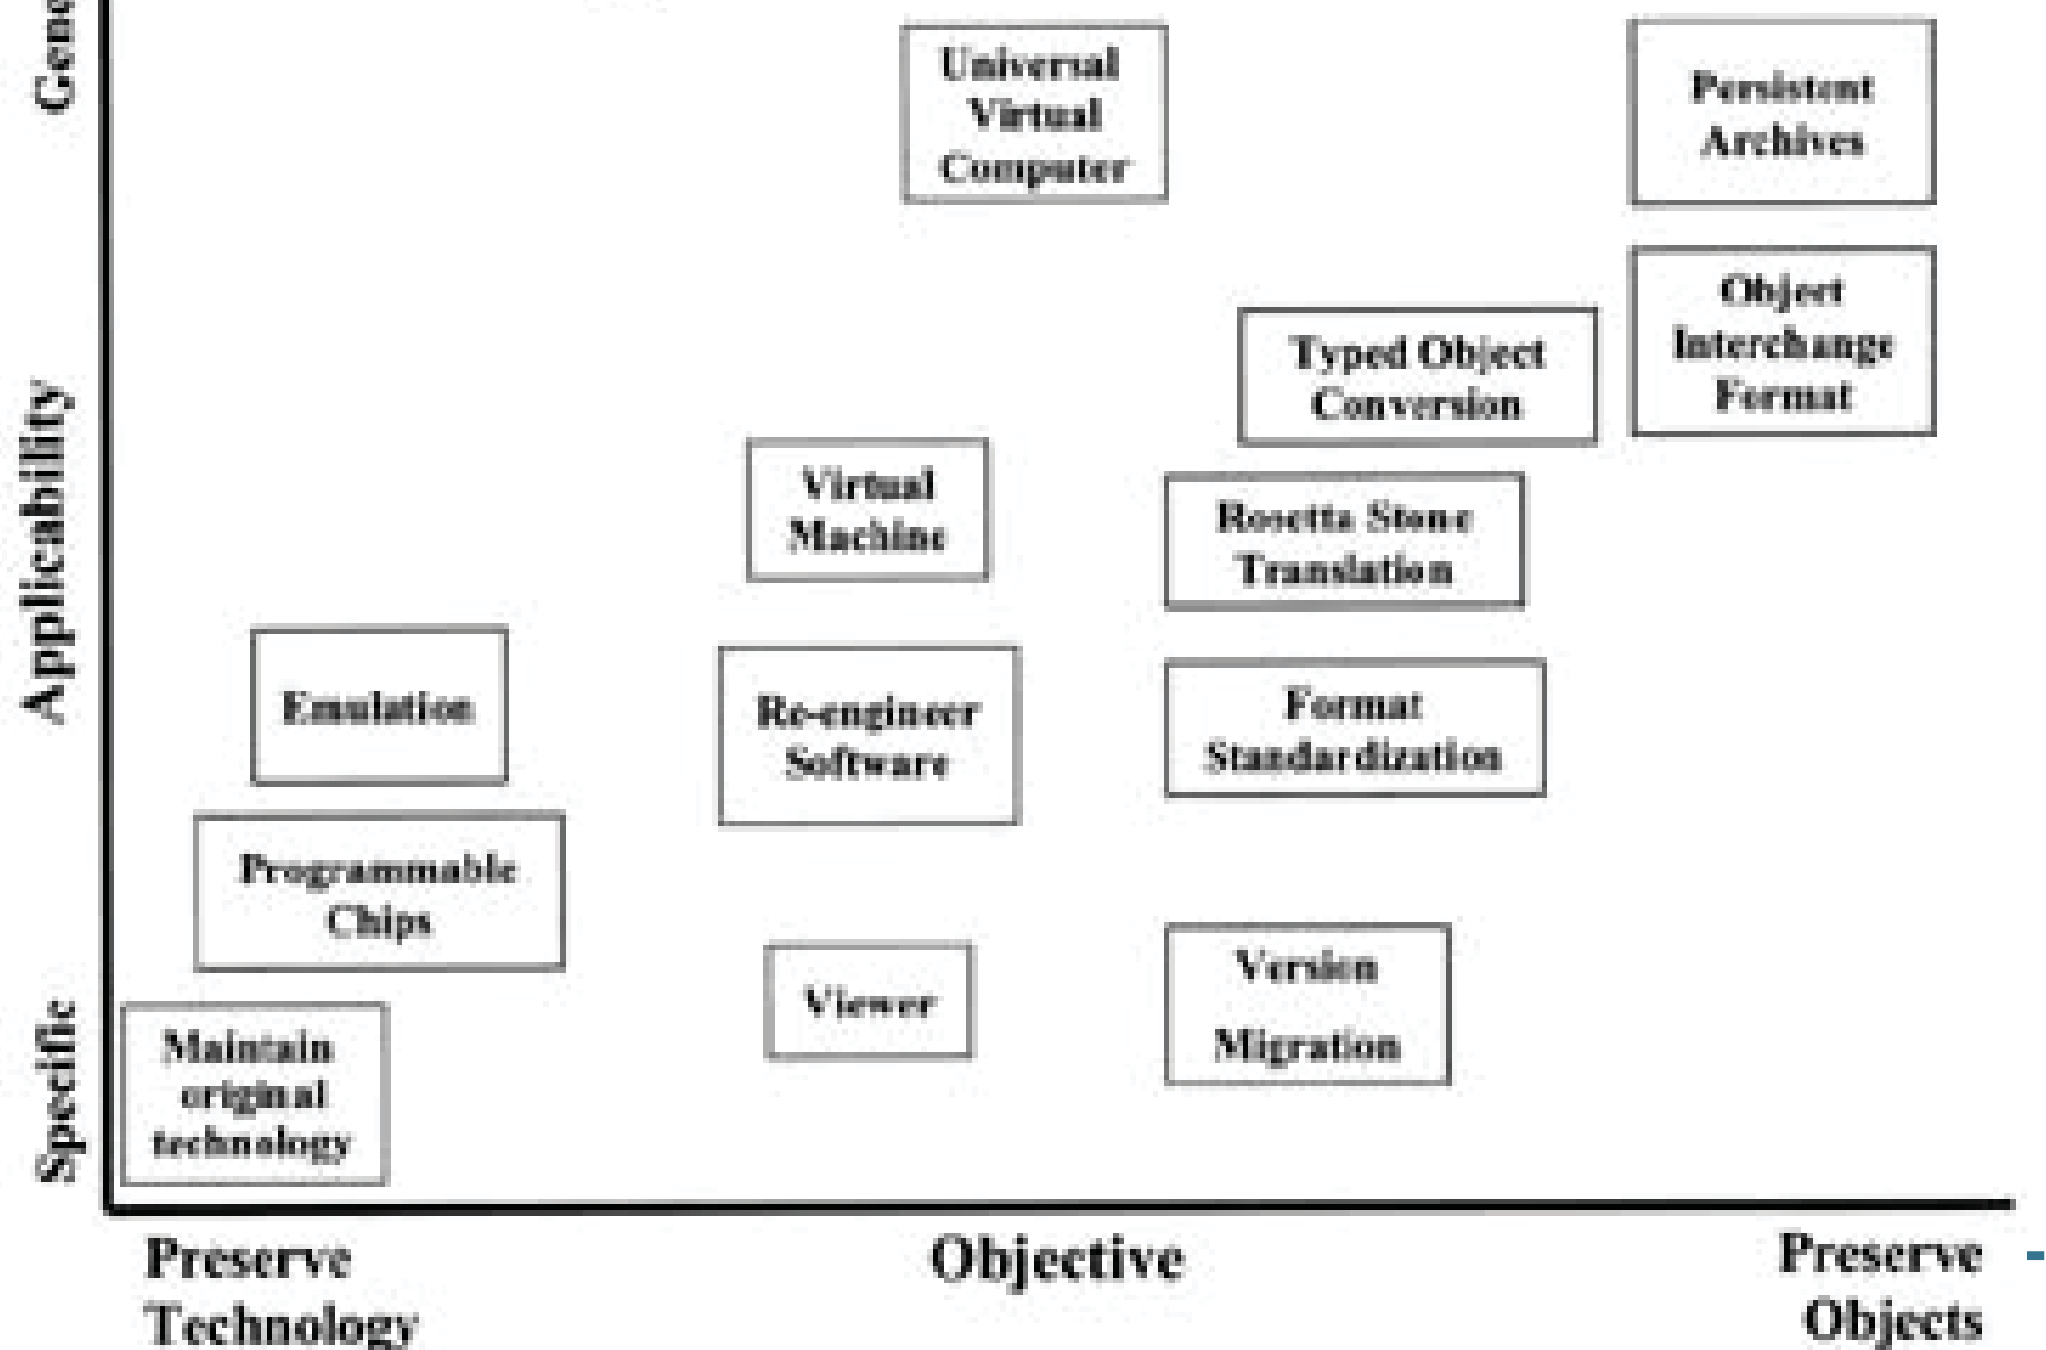 Gene
Universal
Virtual
Computer
Persistent
Archives
Object
Interchange
Format
Typed Object
Conversion
Applicability
Virtual
Machine
Rosetta Stone
Translation
Emulation
Re-engineer
Software
Format
Standardization
Programmable
Chips
Viewer
Version
Migration
Specific
Maintain
original
technology
Preserve
Technology
Objective
Preserve
Objects